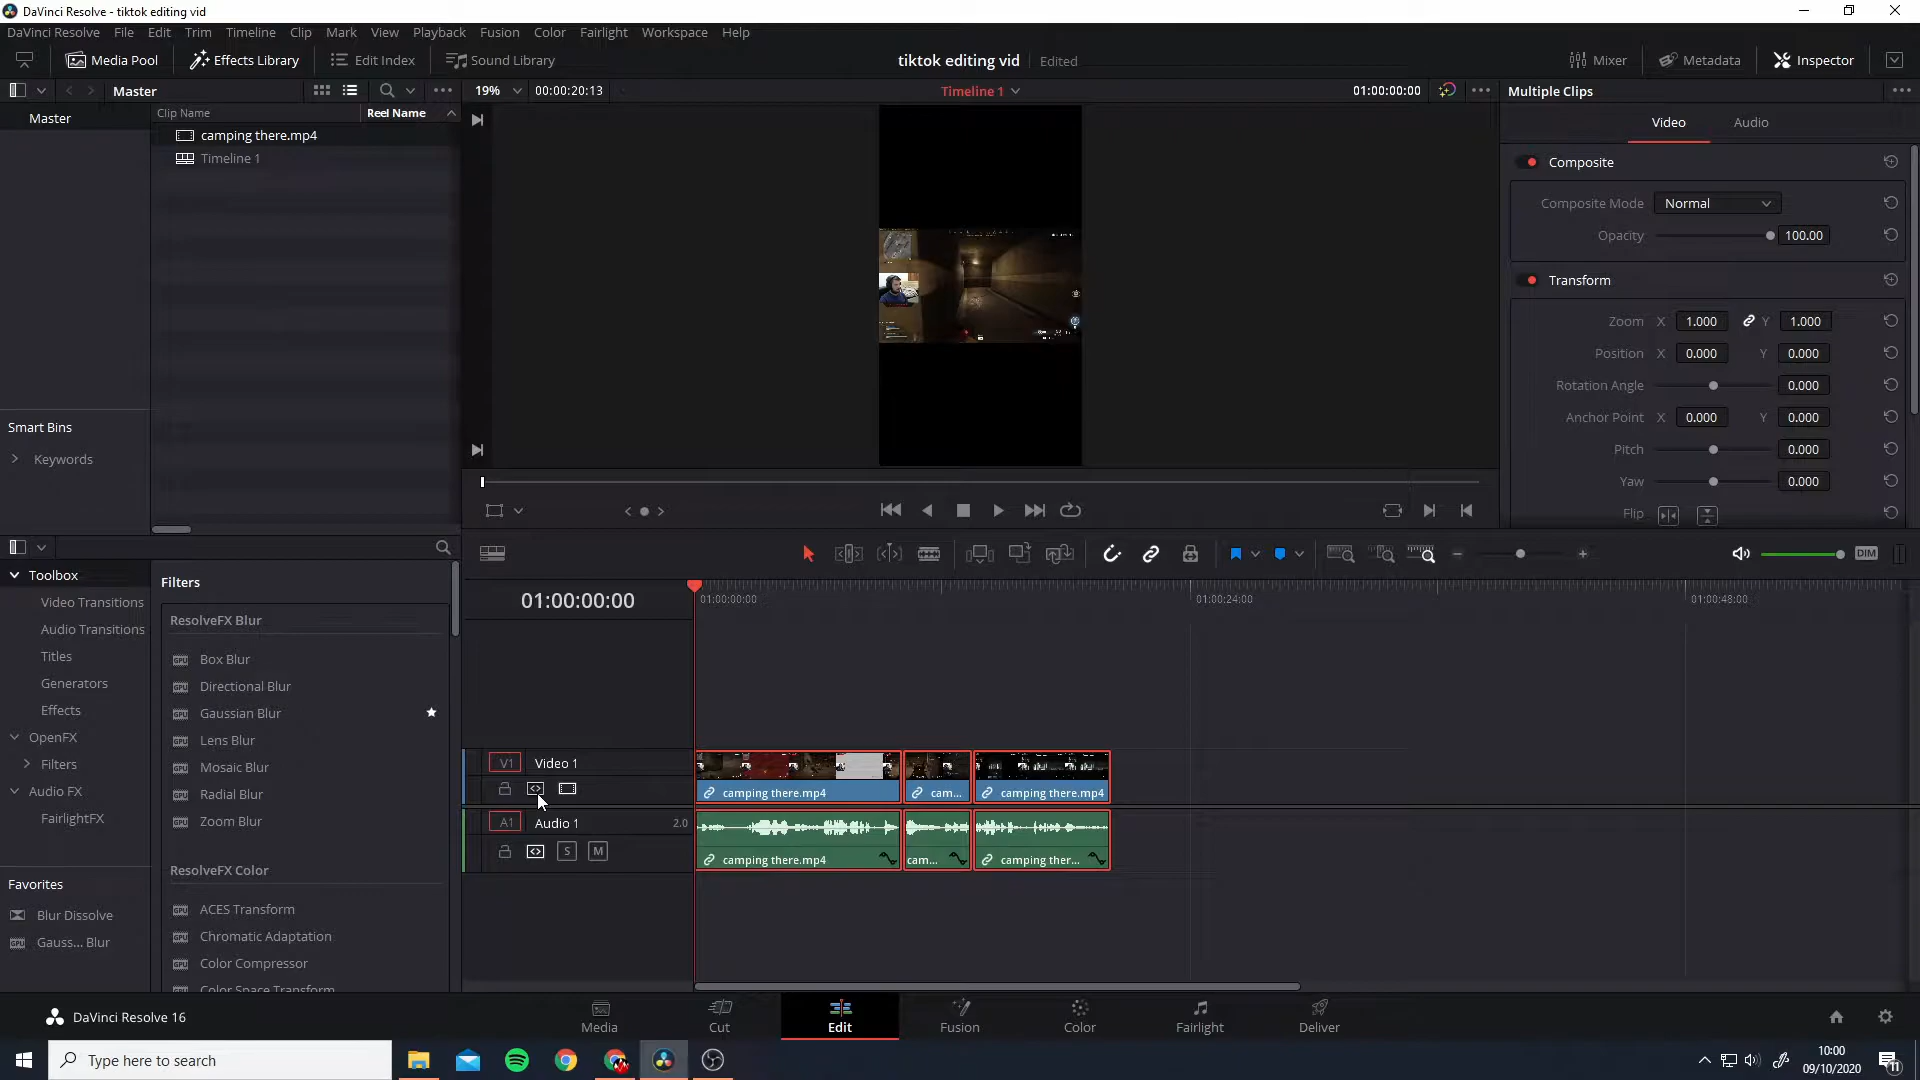 DaVinci Resolve - tiktok editing vid
DaVinci Resolve File Edit Trim Timeline Clip Mark View Playback Fusion Color Fairlight Workspace Help
Media Pool Effects Library Edit Index Sound Library tiktok editing vid Edited Mixer Metadata Inspector
Master 19% 00:00:20:13 Timeline 1 01:00:00:00 Multiple Clips
Master Clip Name Reel Name
Video Audio
camping there.mp4
Timeline 1
Composite
Composite Mode Normal
Opacity 100.00
Transform
Zoom X 1.000 Y 1.000
Position X 0.000 Y 0.000
Rotation Angle 0.000
Anchor Point X 0.000 Y 0.000
Pitch 0.000
Yaw 0.000
Flip
Smart Bins
Keywords
DIM
Toolbox
Video Transitions
Audio Transitions
Titles
Generators
Effects
OpenFX
Filters
Audio FX
FairlightFX
Favorites
Blur Dissolve
Gauss... Blur
Filters
ResolveFX Blur
Box Blur
Directional Blur
Gaussian Blur
Lens Blur
Mosaic Blur
Radial Blur
Zoom Blur
ResolveFX Color
ACES Transform
Chromatic Adaptation
Color Compressor
Color Space Transform
01:00:00:00
01:00:00:00 01:00:24:00 01:00:48:00
V1 Video 1
camping there.mp4 cam... camping there.mp4
A1 Audio 1 2.0
S M
camping there.mp4 cam... camping ther...
DaVinci Resolve 16
Media Cut Edit Fusion Color Fairlight Deliver
Type here to search
10:00
09/10/2020
11